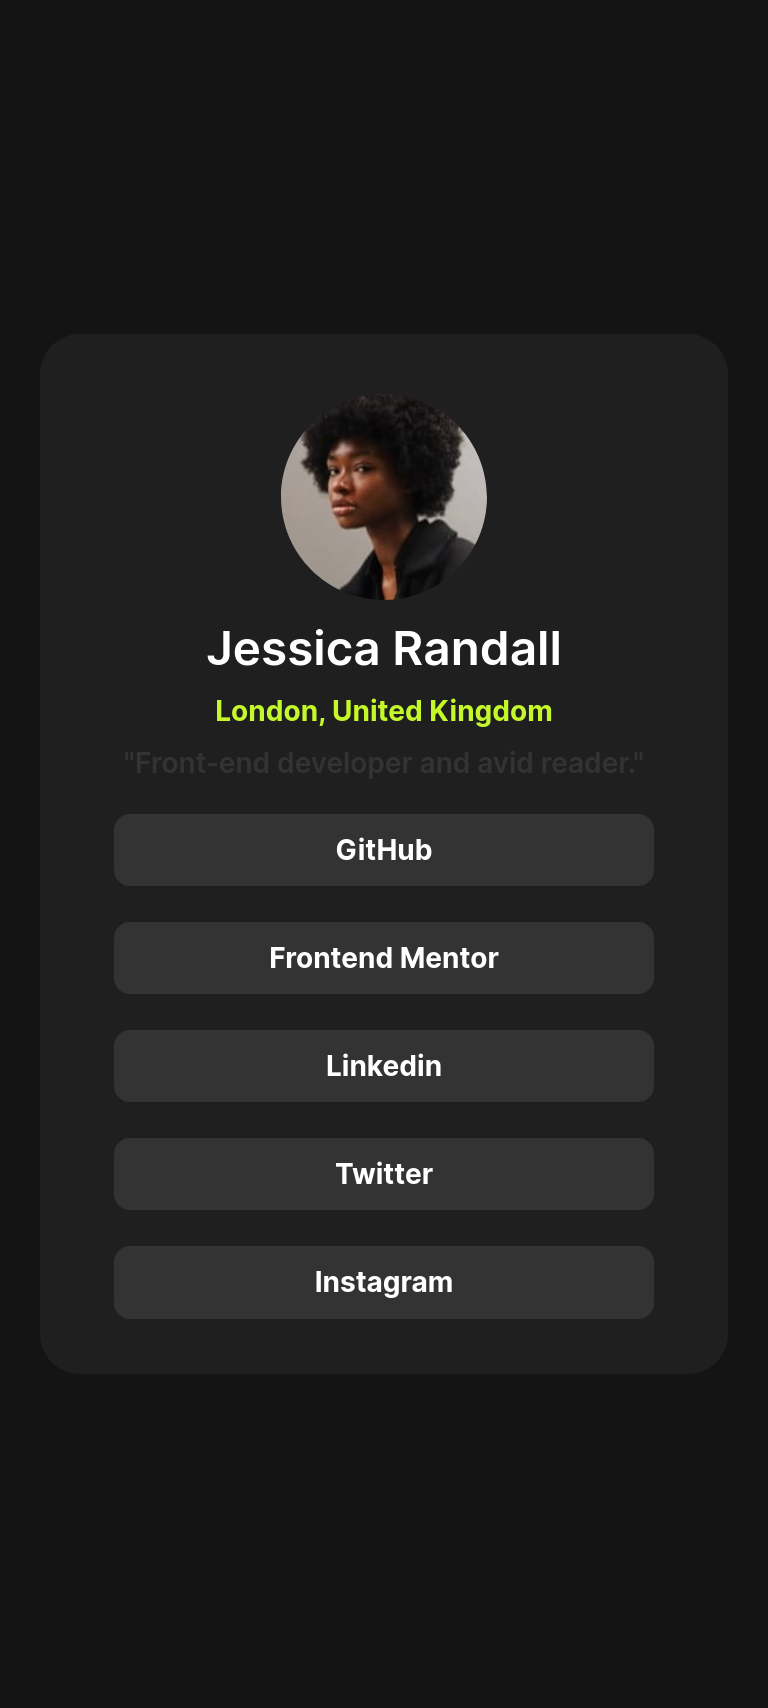 Jessica Randall
London, United Kingdom
"Front-end developer and avid reader."
GitHub
Frontend Mentor
Linkedin
Twitter
Instagram